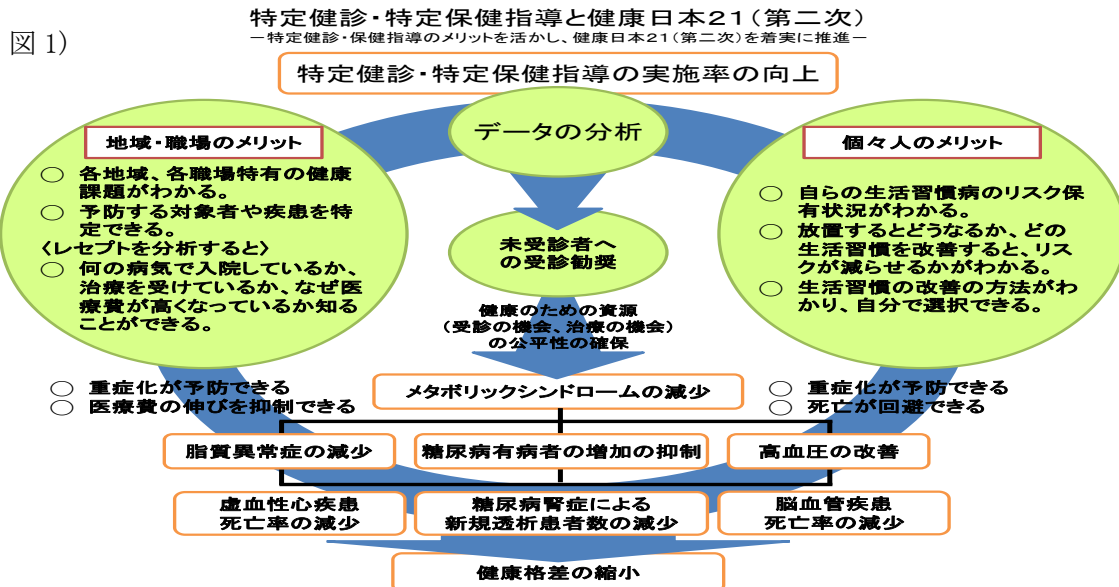 特定健診・特定保健指導と健康日本21(第二次)
－特定健診・保健指導のメリットを活かし、健康日本21(第二次)を着実に推進－
図 1)
特定健診・特定保健指導の実施率の向上
データの分析
地域・職場のメリット
○ 各地域、各職場特有の健康
課題がわかる。
○ 予防する対象者や疾患を特
定できる。
〈レセプトを分析すると〉
○ 何の病気で入院しているか、
治療を受けているか、なぜ医
療費が高くなっているか知る
ことができる。
未受診者へ
の受診勧奨
個々人のメリット
○ 自らの生活習慣病のリスク保
有状況がわかる。
○ 放置するとどうなるか、どの
生活習慣を改善すると、リス
クが減らせるかがわかる。
○ 生活習慣の改善の方法がわ
かり、自分で選択できる。
健康のための資源
(受診の機会、治療の機会)
の公平性の確保
○ 重症化が予防できる
○ 医療費の伸びを抑制できる
メタボリックシンドロームの減少
○ 重症化が予防できる
○ 死亡が回避できる
脂質異常症の減少
糖尿病有病者の増加の抑制
高血圧の改善
虚血性心疾患
死亡率の減少
糖尿病腎症による
新規透析患者数の減少
脳血管疾患
死亡率の減少
健康格差の縮小